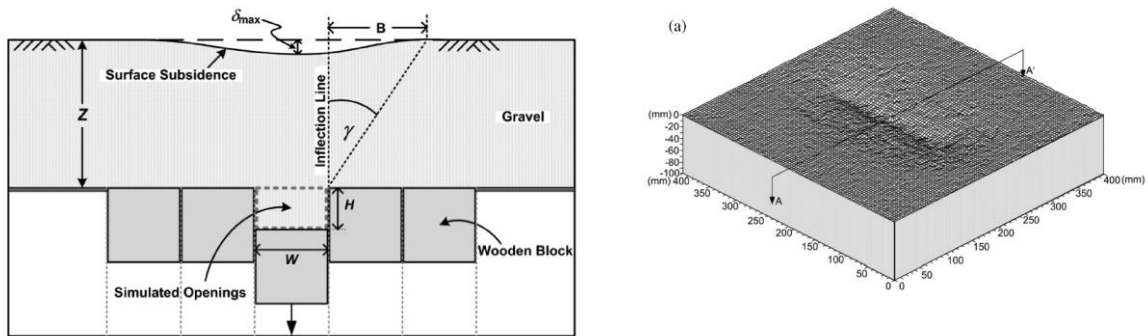 δmax
B
Surface Subsidence
Z
Inflection Line
γ
Gravel
H
W
Wooden Block
Simulated Openings
(a)
A'
(mm) 0
-20
-40
-60
-80
-100
(mm) 400
350
300
250
200
150
100
50
0
A
400 (mm)
350
300
250
200
150
100
50
0